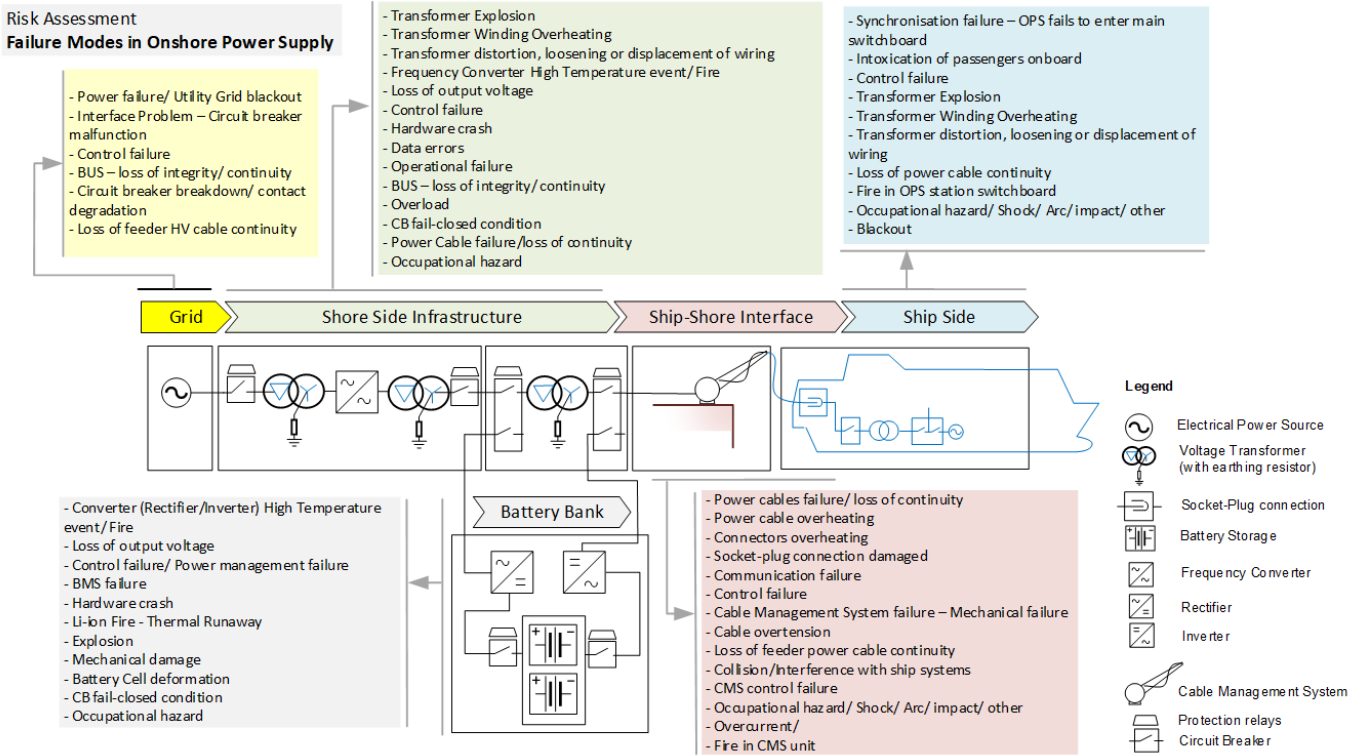 Risk Assessment
Failure Modes in Onshore Power Supply
- Power failure/ Utility Grid blackout
- Interface Problem – Circuit breaker
malfunction
- Control failure
- BUS – loss of integrity/ continuity
- Circuit breaker breakdown/ contact
degradation
- Loss of feeder HV cable continuity
- Transformer Explosion
- Transformer Winding Overheating
- Transformer distortion, loosening or displacement of wiring
- Frequency Converter High Temperature event/ Fire
- Loss of output voltage
- Control failure
- Hardware crash
- Data errors
- Operational failure
- BUS – loss of integrity/ continuity
- Overload
- CB fail-closed condition
- Power Cable failure/loss of continuity
- Occupational hazard
- Synchronisation failure – OPS fails to enter main
switchboard
- Intoxication of passengers onboard
- Control failure
- Transformer Explosion
- Transformer Winding Overheating
- Transformer distortion, loosening or displacement of
wiring
- Loss of power cable continuity
- Fire in OPS station switchboard
- Occupational hazard/ Shock/ Arc/ impact/ other
- Blackout
Grid
Shore Side Infrastructure
Ship-Shore Interface
Ship Side
Battery Bank
- Converter (Rectifier/Inverter) High Temperature
event/ Fire
- Loss of output voltage
- Control failure/ Power management failure
- BMS failure
- Hardware crash
- Li-ion Fire - Thermal Runaway
- Explosion
- Mechanical damage
- Battery Cell deformation
- CB fail-closed condition
- Occupational hazard
- Power cables failure/ loss of continuity
- Power cable overheating
- Connectors overheating
- Socket-plug connection damaged
- Communication failure
- Control failure
- Cable Management System failure – Mechanical failure
- Cable overtension
- Loss of feeder power cable continuity
- Collision/Interference with ship systems
- CMS control failure
- Occupational hazard/ Shock/ Arc/ impact/ other
- Overcurrent/
- Fire in CMS unit
Legend
Electrical Power Source
Voltage Transformer
(with earthing resistor)
Socket-Plug connection
Battery Storage
Frequency Converter
Rectifier
Inverter
Cable Management System
Protection relays
Circuit Breaker